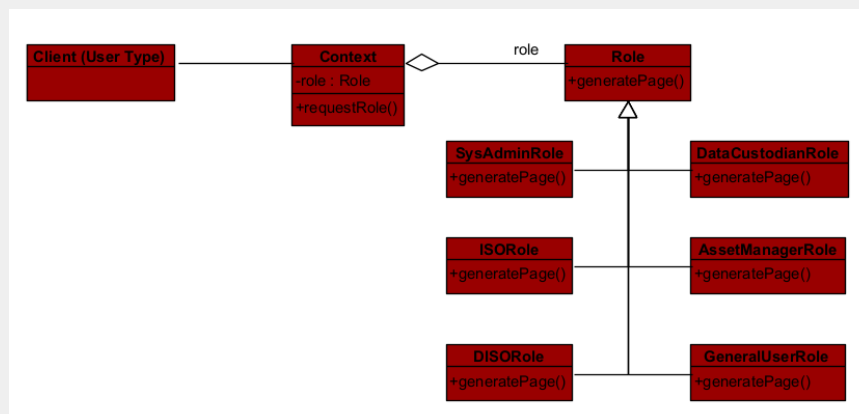 Client (User Type)
Context
-role : Role
+requestRole()
role
Role
+generatePage()
SysAdminRole
+generatePage()
DataCustodianRole
+generatePage()
ISORole
+generatePage()
AssetManagerRole
+generatePage()
DISORole
+generatePage()
GeneralUserRole
+generatePage()